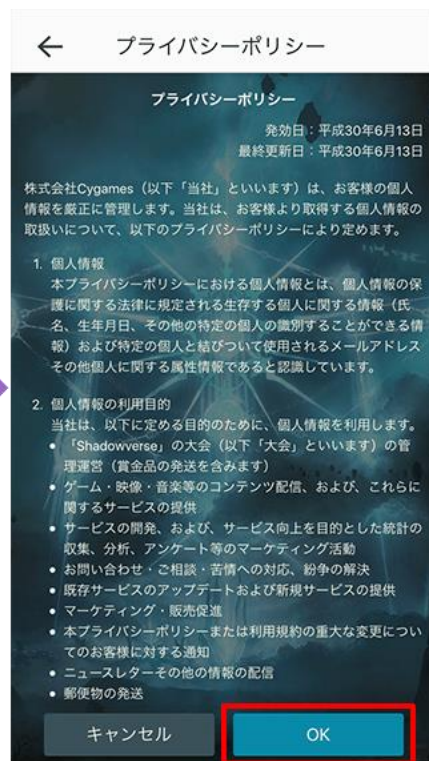 プライバシーポリシー
プライバシーポリシー
発効日：平成30年6月13日
最終更新日：平成30年6月13日
株式会社Cygames（以下「当社」といいます）は、お客様の個人
情報を厳正に管理します。当社は、お客様より取得する個人情報の
取扱いについて、以下のプライバシーポリシーにより定めます。
1. 個人情報
本プライバシーポリシーにおける個人情報とは、個人情報の保
護に関する法律に規定される生存する個人に関する情報（氏
名、生年月日、その他の特定の個人の識別することができる情
報）および特定の個人と結びついて使用されるメールアドレス
その他個人に関する属性情報であると認識しています。
2. 個人情報の利用目的
当社は、以下に定める目的のために、個人情報を利用します。
• 「Shadowverse」の大会（以下「大会」といいます）の管
理運営（賞金品の発送を含みます）
• ゲーム・映像・音楽等のコンテンツ配信、および、これらに
関するサービスの提供
• サービスの開発、および、サービス向上を目的とした統計の
収集、分析、アンケート等のマーケティング活動
• お問い合わせ・ご相談・苦情への対応、紛争の解決
• 既存サービスのアップデートおよび新規サービスの提供
• マーケティング・販売促進
• 本プライバシーポリシーまたは利用規約の重大な変更につい
てのお客様に対する通知
• ニュースレターその他の情報の配信
• 郵便物の発送
キャンセル
OK